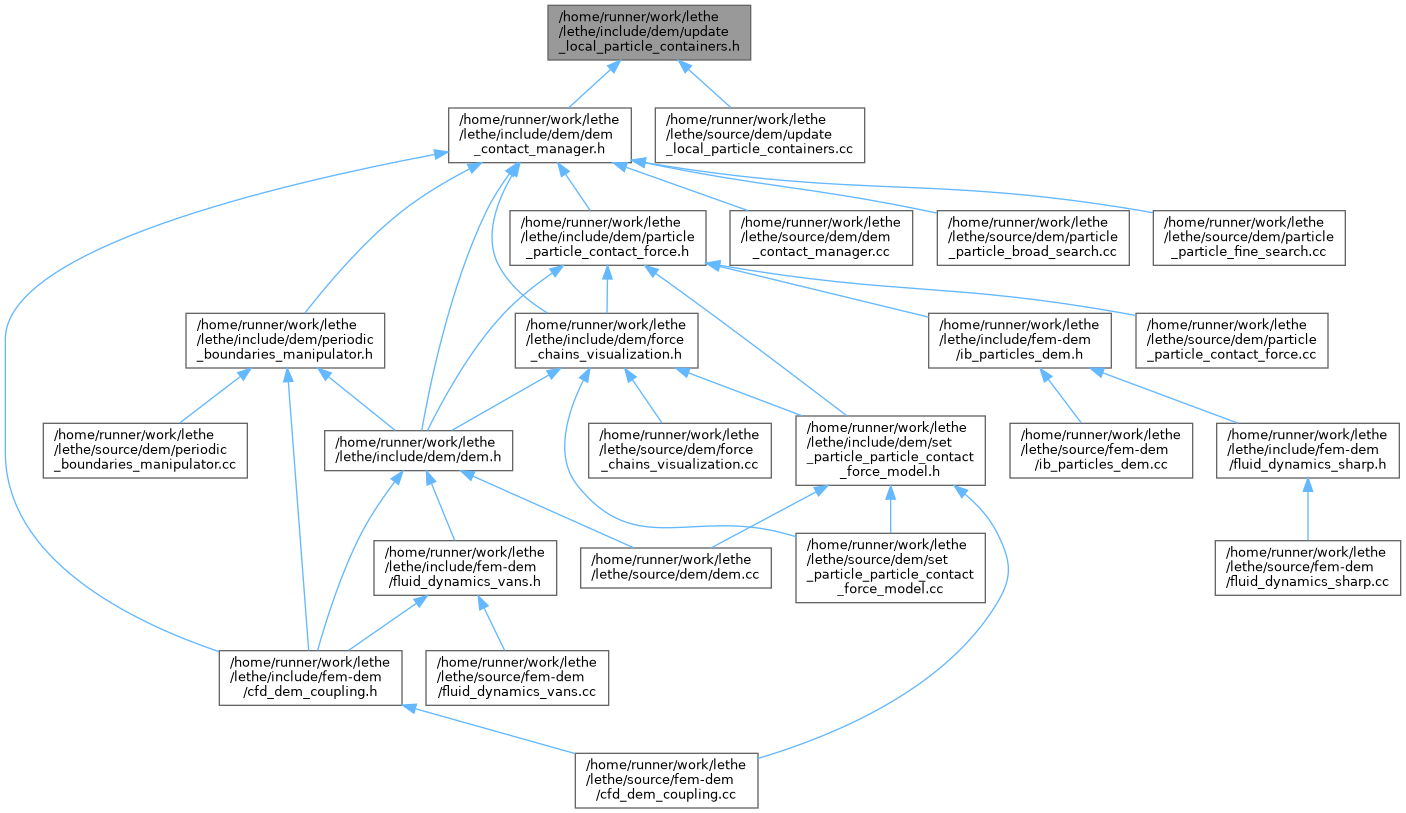 /home/runner/work/lethe
/lethe/include/dem/update
_local_particle_containers.h
/home/runner/work/lethe
/lethe/include/dem/dem
_contact_manager.h
/home/runner/work/lethe
/lethe/source/dem/update
_local_particle_containers.cc
/home/runner/work/lethe
/lethe/include/dem/particle
_particle_contact_force.h
/home/runner/work/lethe
/lethe/source/dem/dem
_contact_manager.cc
/home/runner/work/lethe
/lethe/source/dem/particle
_particle_broad_search.cc
/home/runner/work/lethe
/lethe/source/dem/particle
_particle_fine_search.cc
/home/runner/work/lethe
/lethe/include/dem/periodic
_boundaries_manipulator.h
/home/runner/work/lethe
/lethe/include/dem/force
_chains_visualization.h
/home/runner/work/lethe
/lethe/include/fem-dem
/ib_particles_dem.h
/home/runner/work/lethe
/lethe/source/dem/particle
_particle_contact_force.cc
/home/runner/work/lethe
/lethe/source/dem/periodic
_boundaries_manipulator.cc
/home/runner/work/lethe
/lethe/include/dem/dem.h
/home/runner/work/lethe
/lethe/source/dem/force
_chains_visualization.cc
/home/runner/work/lethe
/lethe/include/dem/set
_particle_particle_contact
_force_model.h
/home/runner/work/lethe
/lethe/source/fem-dem
/ib_particles_dem.cc
/home/runner/work/lethe
/lethe/include/fem-dem
/fluid_dynamics_sharp.h
/home/runner/work/lethe
/lethe/include/fem-dem
/fluid_dynamics_vans.h
/home/runner/work/lethe
/lethe/source/dem/dem.cc
/home/runner/work/lethe
/lethe/source/dem/set
_particle_particle_contact
_force_model.cc
/home/runner/work/lethe
/lethe/source/fem-dem
/fluid_dynamics_sharp.cc
/home/runner/work/lethe
/lethe/include/fem-dem
/cfd_dem_coupling.h
/home/runner/work/lethe
/lethe/source/fem-dem
/fluid_dynamics_vans.cc
/home/runner/work/lethe
/lethe/source/fem-dem
/cfd_dem_coupling.cc